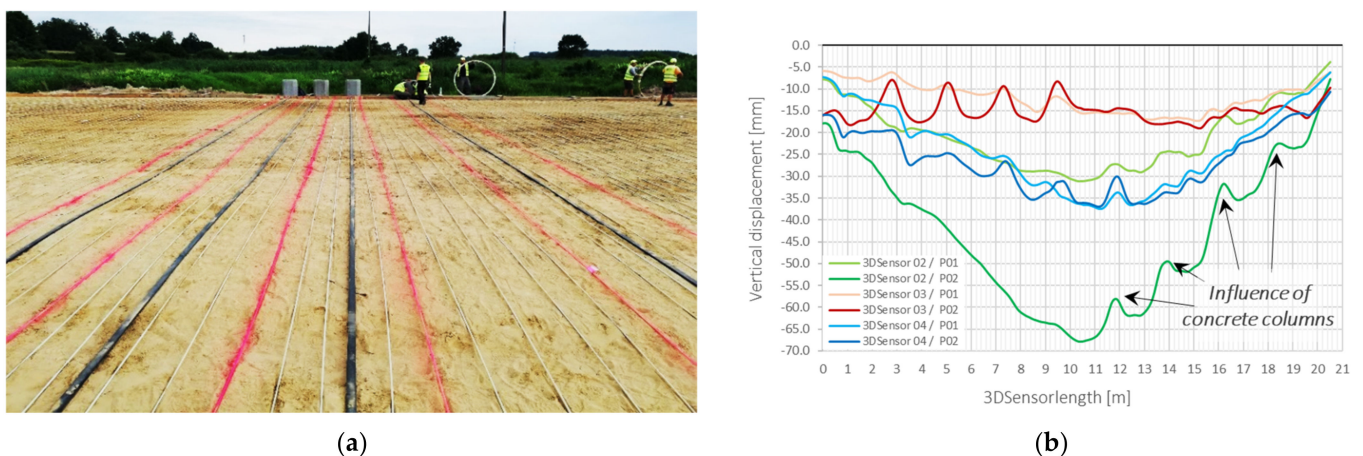 0.0
-5.0
-10.0
-15.0
-20.0
-25.0
-30.0
-35.0
-40.0
-45.0
-50.0
-55.0
-60.0
-65.0
-70.0
Vertical displacement [mm]
3DSensor 02 / P01
3DSensor 02 / P02
3DSensor 03 / P01
3DSensor 03 / P02
3DSensor 04 / P01
3DSensor 04 / P02
Influence of
concrete columns
0 1 2 3 4 5 6 7 8 9 10 11 12 13 14 15 16 17 18 19 20 21
3DSensorlength [m]
(a)
(b)